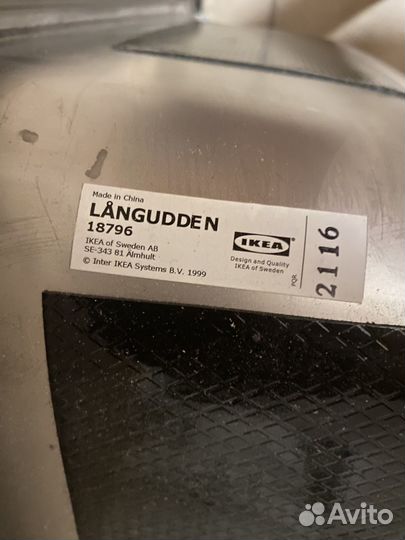 Made in China
LÅNGUDDEN
18796
IKEA of Sweden AB
SE-343 81 Älmhult
© Inter IKEA Systems B.V. 1999
IKEA
Design and Quality
IKEA of Sweden
PQR
2116
Avito